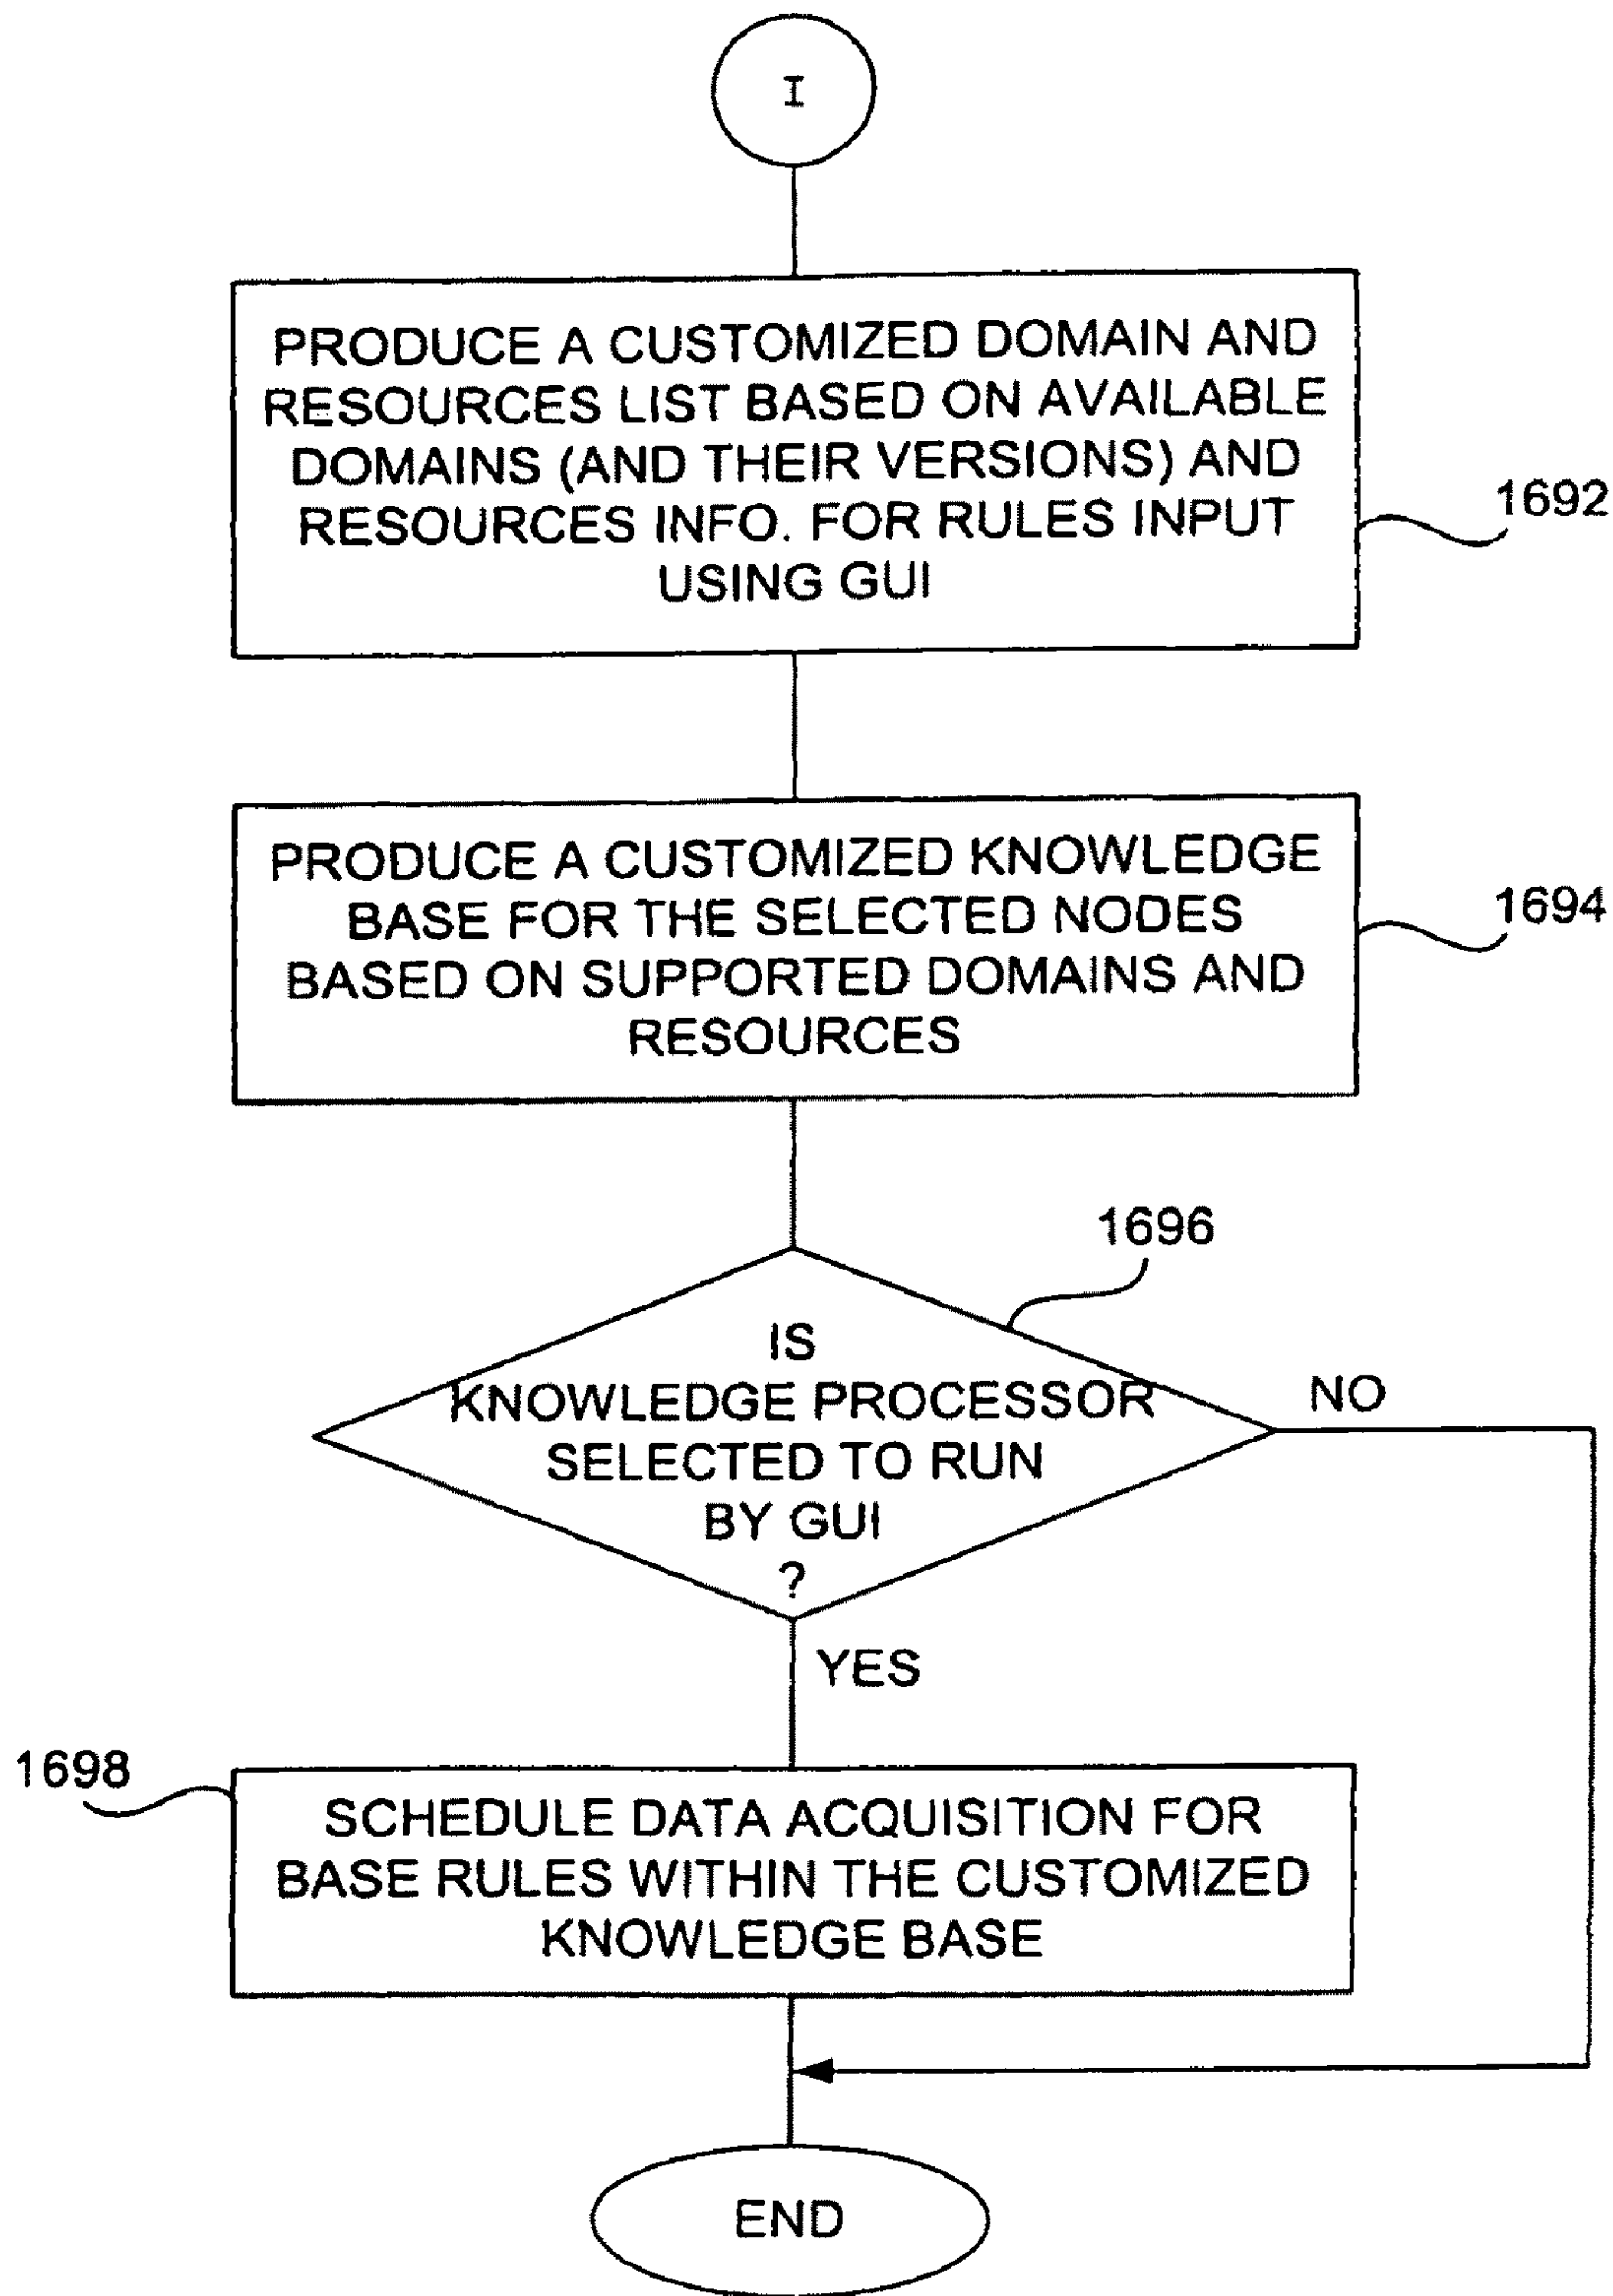 I
PRODUCE A CUSTOMIZED DOMAIN AND
RESOURCES LIST BASED ON AVAILABLE
DOMAINS (AND THEIR VERSIONS) AND
RESOURCES INFO. FOR RULES INPUT
USING GUI
1692
PRODUCE A CUSTOMIZED KNOWLEDGE
BASE FOR THE SELECTED NODES
BASED ON SUPPORTED DOMAINS AND
RESOURCES
1694
1696
IS
KNOWLEDGE PROCESSOR
SELECTED TO RUN
BY GUI
?
NO
YES
1698
SCHEDULE DATA ACQUISITION FOR
BASE RULES WITHIN THE CUSTOMIZED
KNOWLEDGE BASE
END